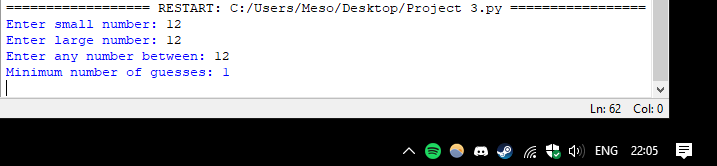 =================== RESTART: C:/Users/Meso/Desktop/Project 3.py ==================
Enter small number: 12
Enter large number: 12
Enter any number between: 12
Minimum number of guesses: 1
Ln: 62 Col: 0
ENG 22:05